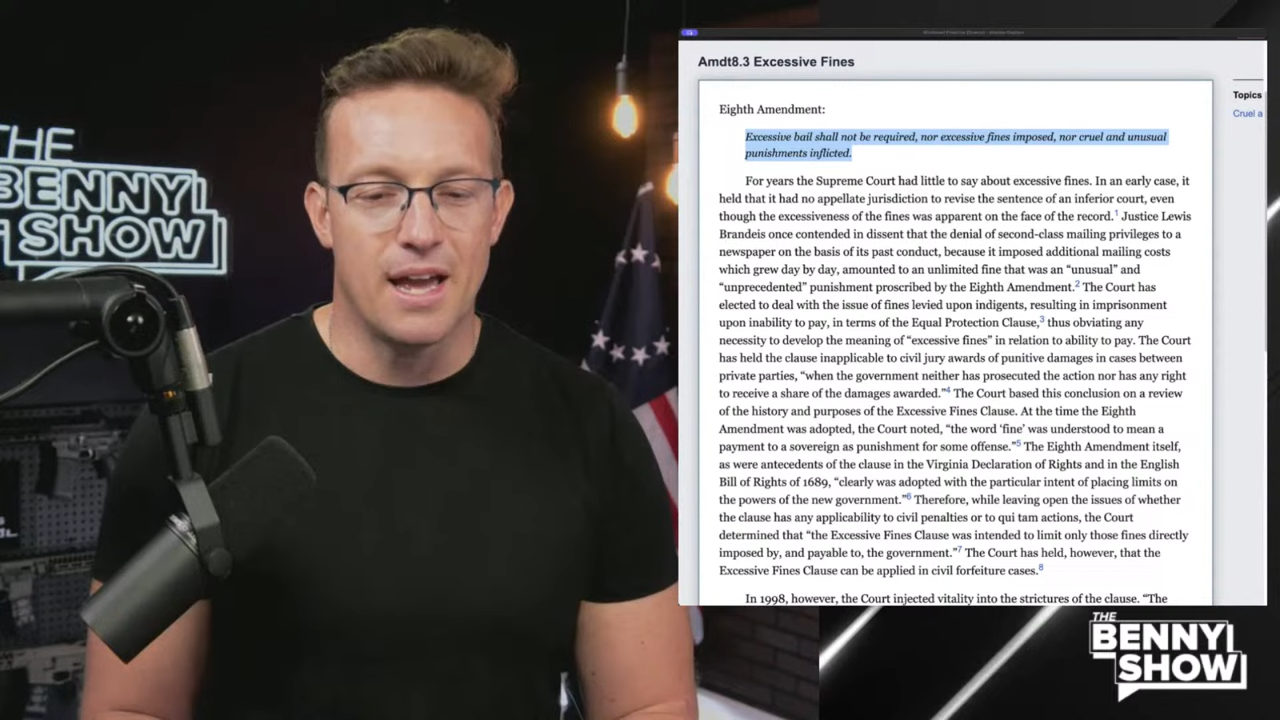 THE
BENNY
SHOW
Amdt8.3 Excessive Fines
Topics
Cruel a
Eighth Amendment:
Excessive bail shall not be required, nor excessive fines imposed, nor cruel and unusual
punishments inflicted.
For years the Supreme Court had little to say about excessive fines. In an early case, it
held that it had no appellate jurisdiction to revise the sentence of an inferior court, even
though the excessiveness of the fines was apparent on the face of the record.1 Justice Lewis
Brandeis once contended in dissent that the denial of second-class mailing privileges to a
newspaper on the basis of its past conduct, because it imposed additional mailing costs
which grew day by day, amounted to an unlimited fine that was an “unusual” and
“unprecedented” punishment proscribed by the Eighth Amendment.2 The Court has
elected to deal with the issue of fines levied upon indigents, resulting in imprisonment
upon inability to pay, in terms of the Equal Protection Clause,3 thus obviating any
necessity to develop the meaning of “excessive fines” in relation to ability to pay. The Court
has held the clause inapplicable to civil jury awards of punitive damages in cases between
private parties, “when the government neither has prosecuted the action nor has any right
to receive a share of the damages awarded.”4 The Court based this conclusion on a review
of the history and purposes of the Excessive Fines Clause. At the time the Eighth
Amendment was adopted, the Court noted, “the word ‘fine’ was understood to mean a
payment to a sovereign as punishment for some offense.”5 The Eighth Amendment itself,
as were antecedents of the clause in the Virginia Declaration of Rights and in the English
Bill of Rights of 1689, “clearly was adopted with the particular intent of placing limits on
the powers of the new government.”6 Therefore, while leaving open the issues of whether
the clause has any applicability to civil penalties or to qui tam actions, the Court
determined that “the Excessive Fines Clause was intended to limit only those fines directly
imposed by, and payable to, the government.”7 The Court has held, however, that the
Excessive Fines Clause can be applied in civil forfeiture cases.8
In 1998, however, the Court injected vitality into the strictures of the clause. “The
THE
BENNY
SHOW